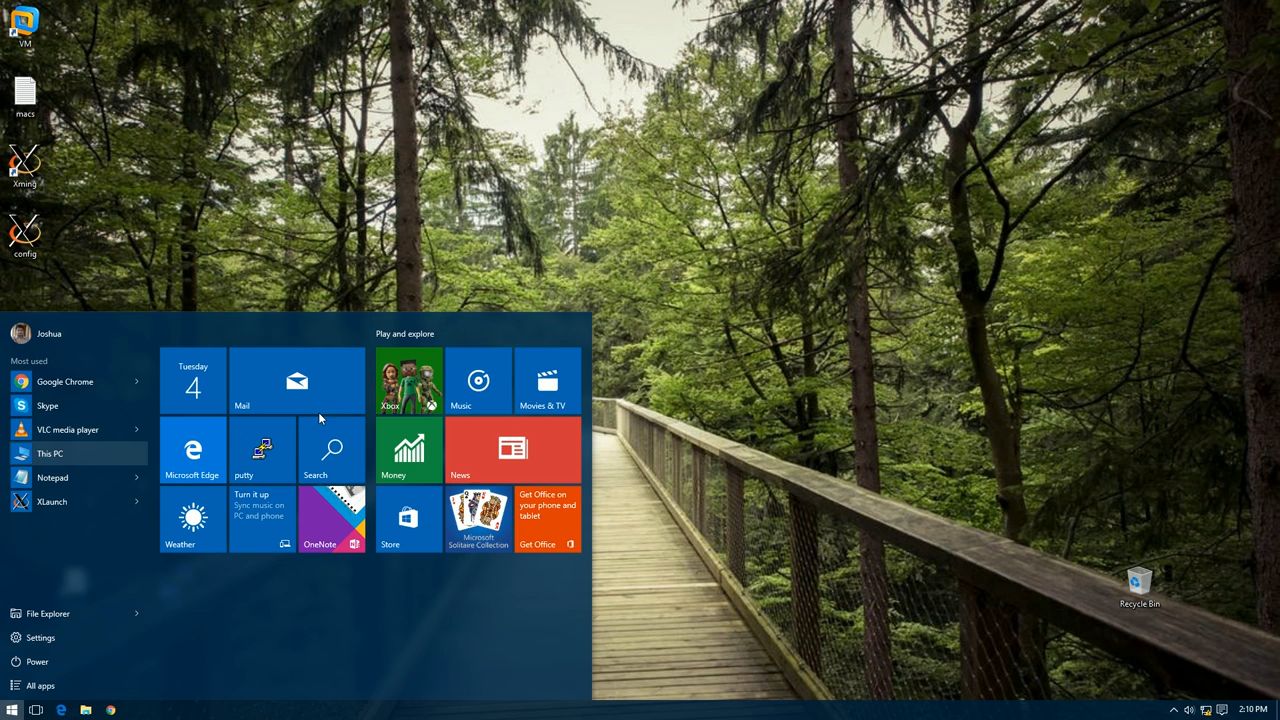 VM
macs
Xming
config
Joshua
Most used
Google Chrome
Skype
VLC media player
This PC
Notepad
XLaunch
File Explorer
Settings
Power
All apps
Tuesday
4
Mail
Microsoft Edge
putty
Search
Weather
Turn it up
Sync music on
PC and phone
OneNote
Play and explore
Xbox
Music
Movies & TV
Money
News
Store
Microsoft
Solitaire Collection
Get Office on
your phone and
tablet
Get Office
Recycle Bin
2:10 PM